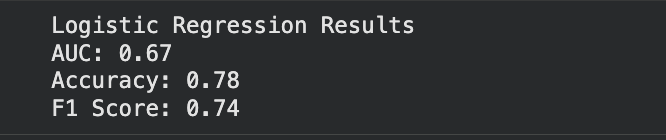 Logistic Regression Results
AUC: 0.67
Accuracy: 0.78
F1 Score: 0.74